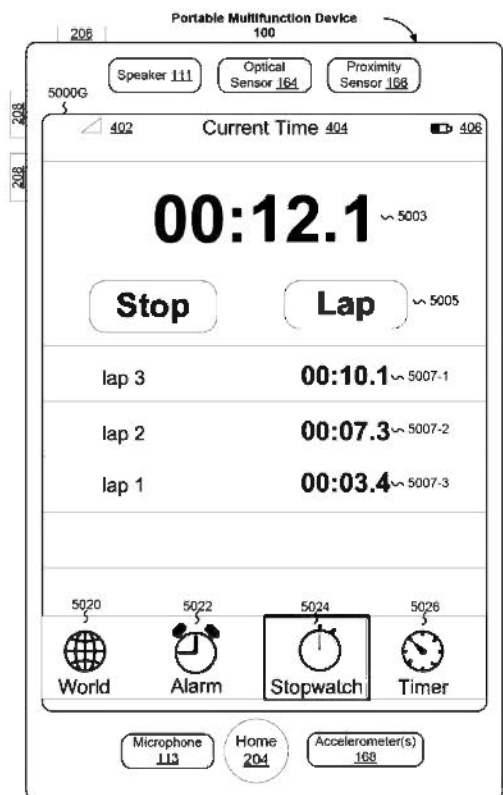 Portable Multifunction Device
100
206
Speaker 111
Optical
Sensor 164
Proximity
Sensor 166
5000G
208
208
402
Current Time 404
406
00:12.1 5003
Stop Lap 5005
lap 3 00:10.1 5007-1
lap 2 00:07.3 5007-2
lap 1 00:03.4 5007-3
5020 5022 5024 5026
World Alarm Stopwatch Timer
Microphone
113
Home
204
Accelerometer(s)
168